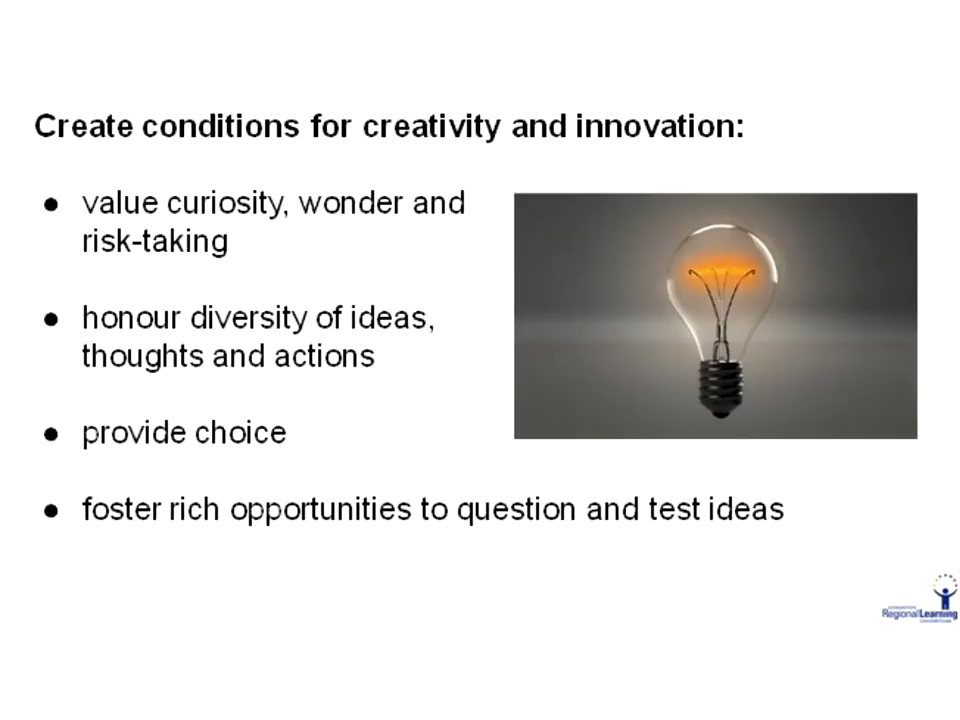 Create conditions for creativity and innovation:
● value curiosity, wonder and
risk-taking
● honour diversity of ideas,
thoughts and actions
● provide choice
● foster rich opportunities to question and test ideas
Regional Learning